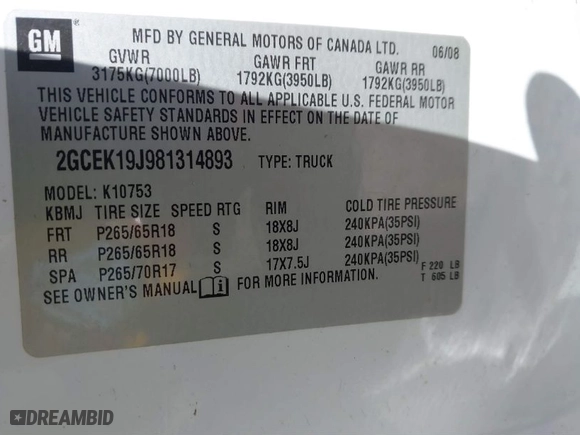 GM
MFD BY GENERAL MOTORS OF CANADA LTD. 06/08
GVWR GAWR FRT GAWR RR
3175KG(7000LB) 1792KG(3950LB) 1792KG(3950LB)
THIS VEHICLE CONFORMS TO ALL APPLICABLE U.S. FEDERAL MOTOR
VEHICLE SAFETY STANDARDS IN EFFECT ON THE DATE OF
MANUFACTURE SHOWN ABOVE.
2GCEK19J981314893 TYPE: TRUCK
MODEL: K10753
KBMJ TIRE SIZE SPEED RTG RIM COLD TIRE PRESSURE
FRT P265/65R18 S 18X8J 240KPA(35PSI)
RR P265/65R18 S 18X8J 240KPA(35PSI)
SPA P265/70R17 S 17X7.5J 240KPA(35PSI)
F 220 LB
SEE OWNER'S MANUAL FOR MORE INFORMATION. T 605 LB
DREAMBID